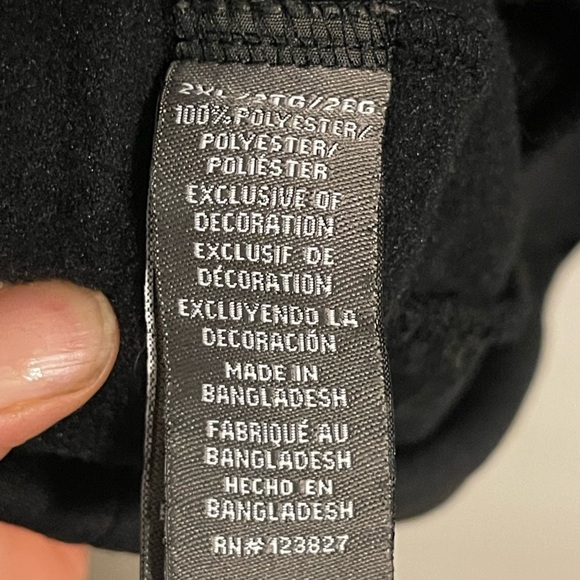 2XL/2TG/2EG
100% POLYESTER/
POLYESTER/
POLIÉSTER
EXCLUSIVE OF
DECORATION
EXCLUSIF DE
DÉCORATION
EXCLUYENDO LA
DECORACIÓN
MADE IN
BANGLADESH
FABRIQUÉ AU
BANGLADESH
HECHO EN
BANGLADESH
RN# 123827